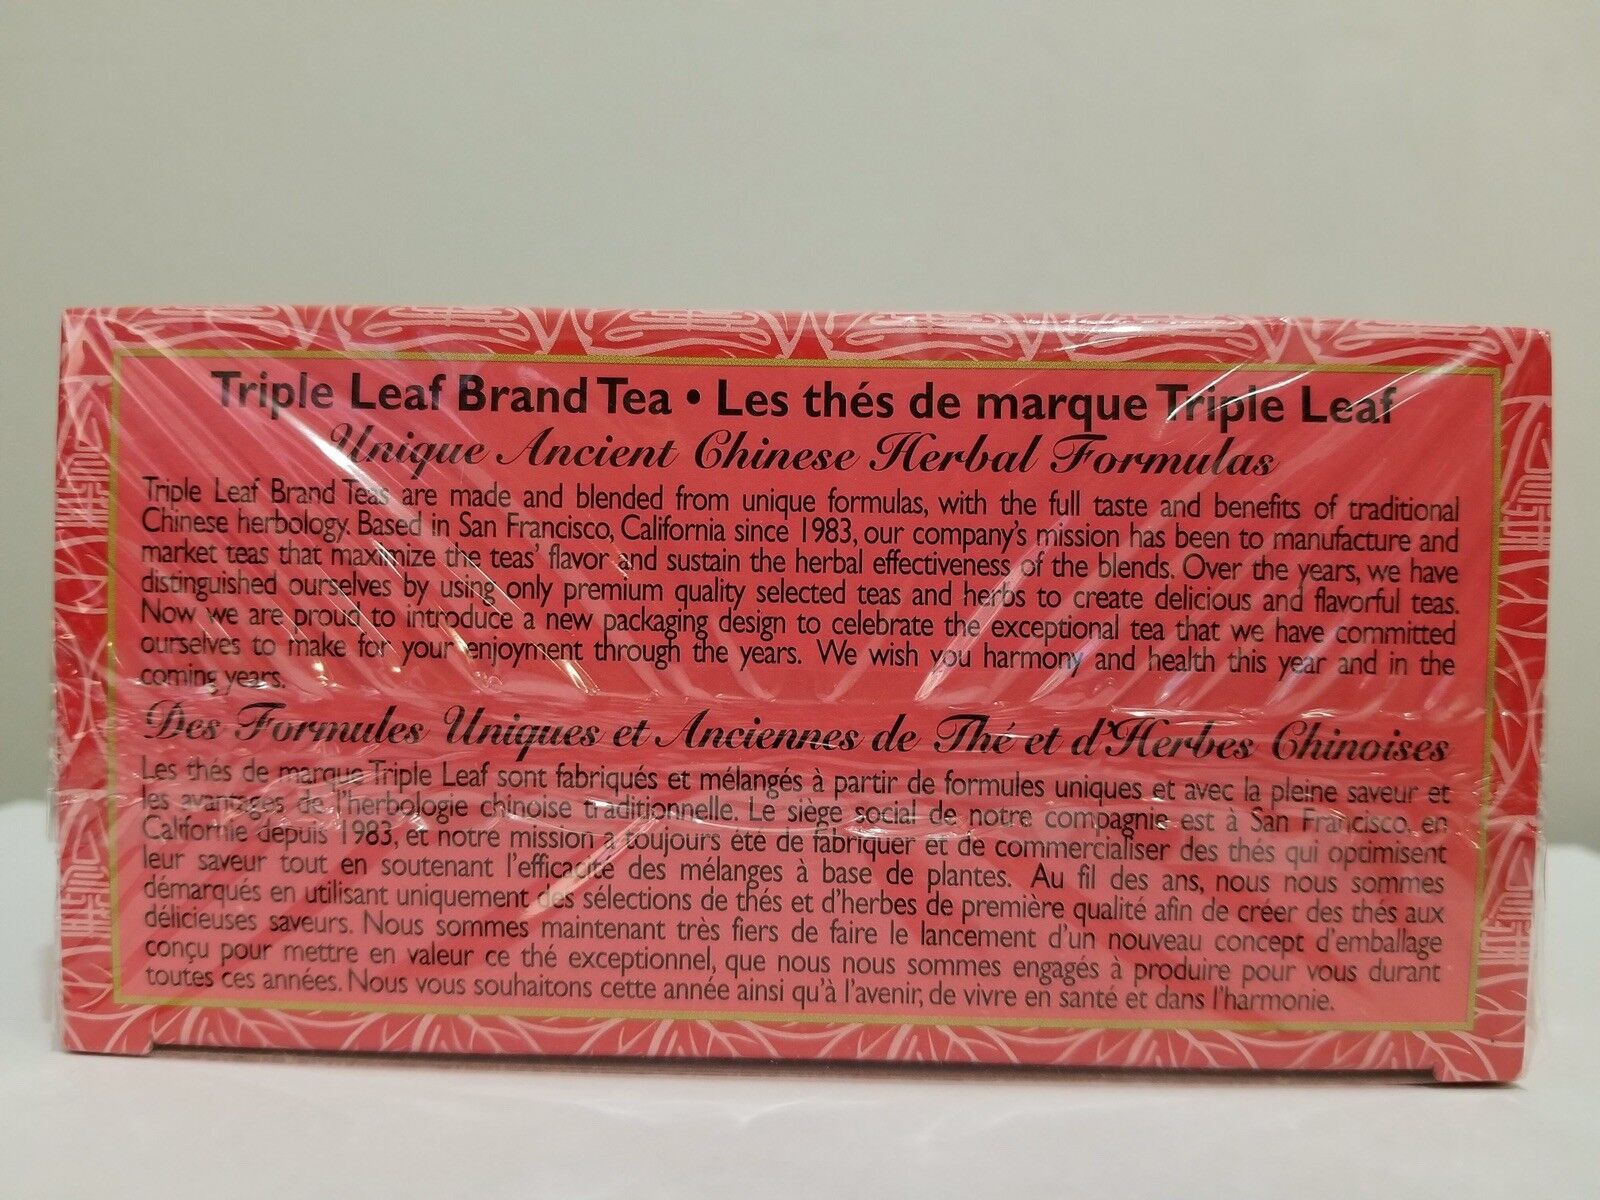 Triple Leaf Brand Tea • Les thés de marque Triple Leaf
Unique Ancient Chinese Herbal Formulas
Triple Leaf Brand Teas are made and blended from unique formulas, with the full taste and benefits of traditional
Chinese herbology. Based in San Francisco, California since 1983, our company's mission has been to manufacture and
market teas that maximize the teas' flavor and sustain the herbal effectiveness of the blends. Over the years, we have
distinguished ourselves by using only premium quality selected teas and herbs to create delicious and flavorful teas.
Now we are proud to introduce a new packaging design to celebrate the exceptional tea that we have committed
ourselves to make for your enjoyment through the years. We wish you harmony and health this year and in the
coming years.
Des Formules Uniques et Anciennes de Thé et d'Herbes Chinoises
Les thés de marque Triple Leaf sont fabriqués et mélangés à partir de formules uniques et avec la pleine saveur et
les avantages de l'herbologie chinoise traditionnelle. Le siège social de notre compagnie est à San Francisco, en
Californie depuis 1983, et notre mission a toujours été de fabriquer et de commercialiser des thés qui optimisent
leur saveur tout en soutenant l'efficacité des mélanges à base de plantes. Au fil des ans, nous nous sommes
démarqués en utilisant uniquement des sélections de thés et d'herbes de première qualité afin de créer des thés aux
délicieuses saveurs. Nous sommes maintenant très fiers de faire le lancement d'un nouveau concept d'emballage
conçu pour mettre en valeur ce thé exceptionnel, que nous nous sommes engagés à produire pour vous durant
toutes ces années. Nous vous souhaitons cette année ainsi qu'à l'avenir, de vivre en santé et dans l'harmonie.